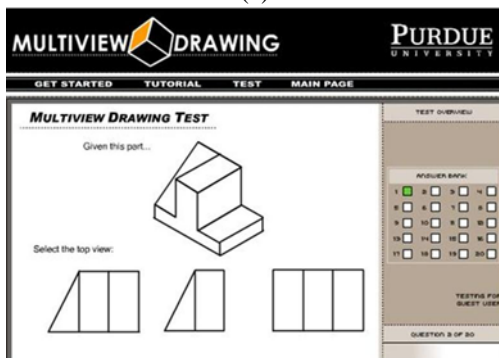 MULTIVIEW DRAWING
PURDUE
UNIVERSITY
GET STARTED TUTORIAL TEST MAIN PAGE
MULTIVIEW DRAWING TEST
Given this part...
Select the top view:
TEST OVERVIEW
ANSWER BANK
1 2 3 4
5 6 7 8
9 10 11 12
13 14 15 16
17 18 19 20
TESTING FOR
GUEST USER
QUESTION 2 OF 20